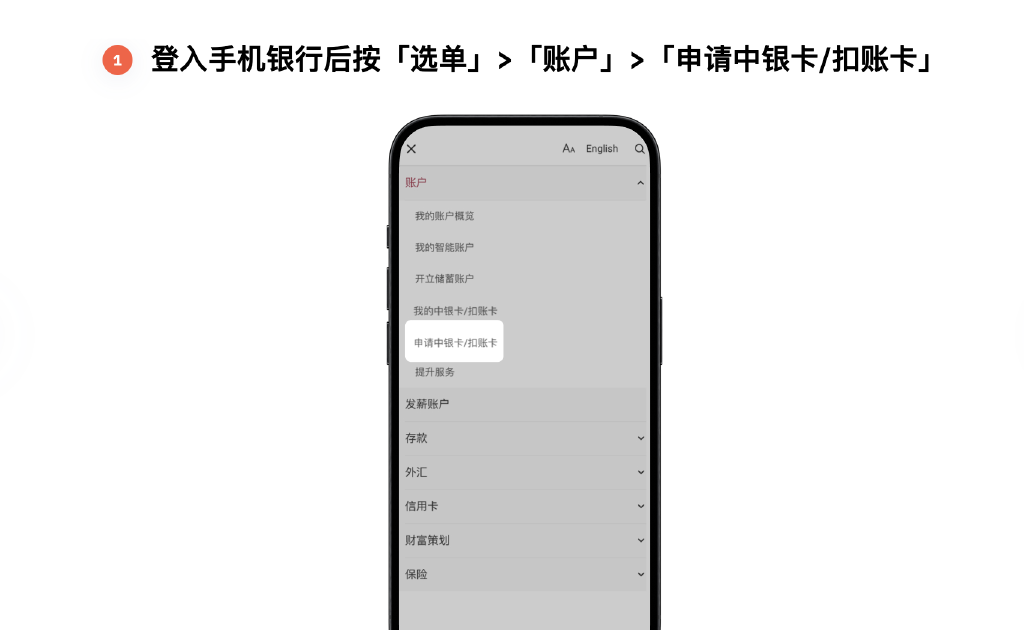 1 登入手机银行后按「选单」>「账户」>「申请中银卡/扣账卡」
AA English
账户
我的账户概览
我的智能账户
开立储蓄账户
我的中银卡/扣账卡
申请中银卡/扣账卡
提升服务
发薪账户
存款
外汇
信用卡
财富策划
保险